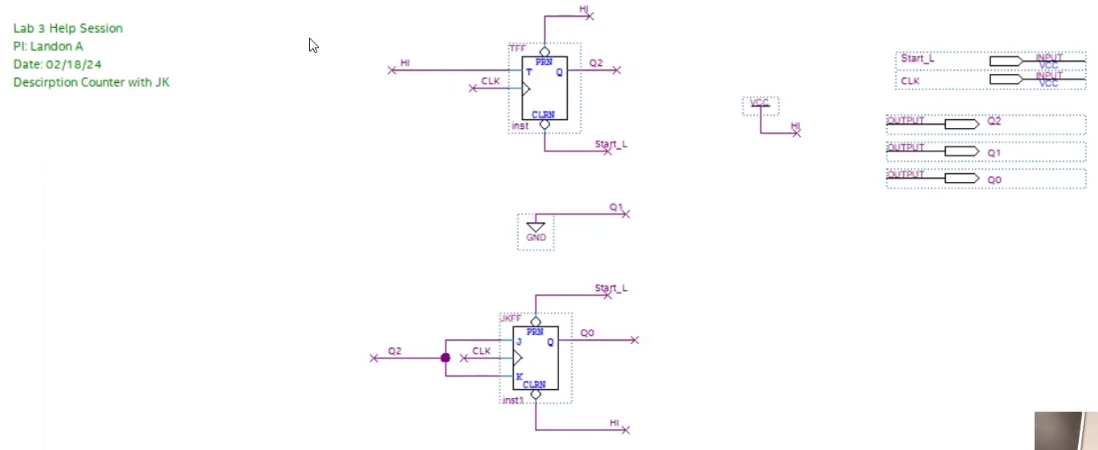 Lab 3 Help Session
PI: Landon A
Date: 02/18/24
Descirption Counter with JK
HI
TFF
PRN
HI
T
Q
Q2
CLK
CLRN
inst
Start_L
VCC
HI
Start_L
INPUT
VCC
CLK
INPUT
VCC
OUTPUT
Q2
OUTPUT
Q1
OUTPUT
Q0
Q1
GND
Start_L
JKFF
PRN
J
Q
Q0
Q2
CLK
K
CLRN
inst1
HI